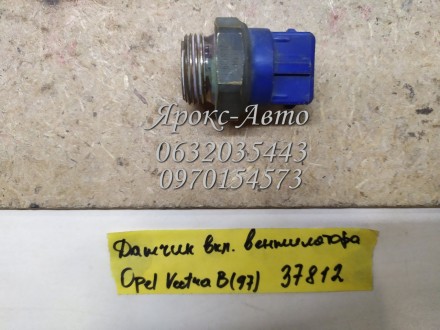 Ярокс-Авто
0632035443
0970154573
Датчик вкл. вентилятора
Opel Vectra B(97) 37812